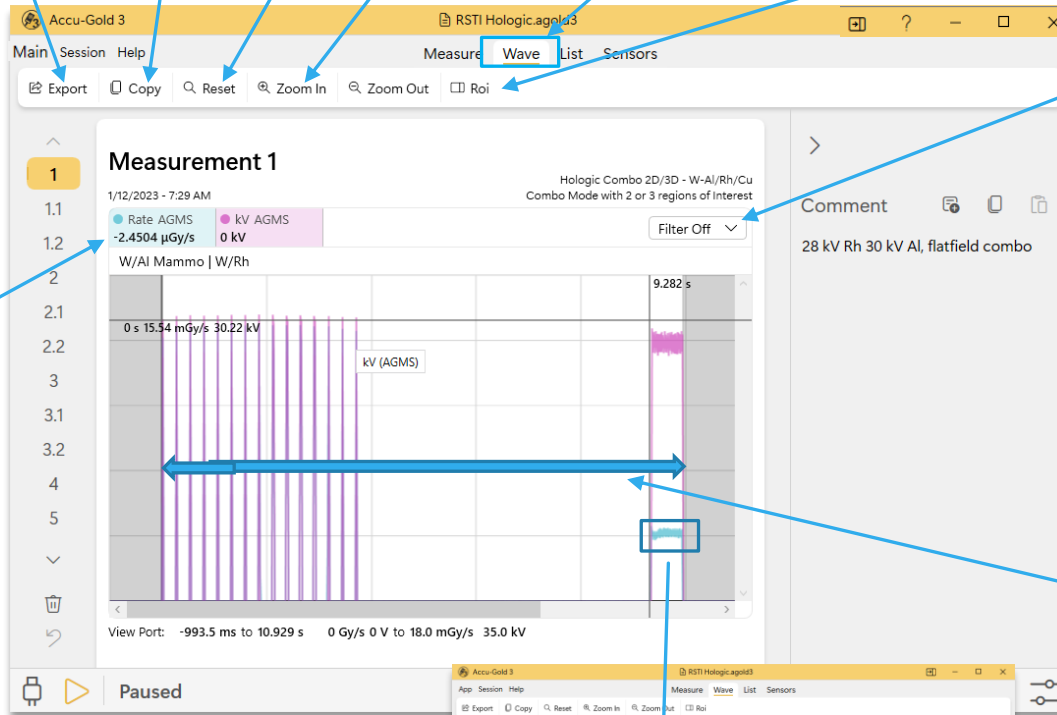 Accu-Gold 3
RSTI Hologic.agold3
?
Main Session Help
Measure Wave List Sensors
Export Copy Reset Zoom In Zoom Out Roi
1
1.1
1.2
2
2.1
2.2
3
3.1
3.2
4
5
Measurement 1
1/12/2023 - 7:29 AM
Hologic Combo 2D/3D - W-Al/Rh/Cu
Combo Mode with 2 or 3 regions of Interest
Rate AGMS
-2.4504 µGy/s
kV AGMS
0 kV
Filter Off
W/Al Mammo | W/Rh
9.282 s
0 s 15.54 mGy/s 30.22 kV
kV (AGMS)
View Port: -993.5 ms to 10.929 s 0 Gy/s 0 V to 18.0 mGy/s 35.0 kV
Comment
28 kV Rh 30 kV Al, flatfield combo
Paused
Accu-Gold 3
RSTI Hologic.agold3
App Session Help
Measure Wave List Sensors
Export Copy Reset Zoom In Zoom Out Roi